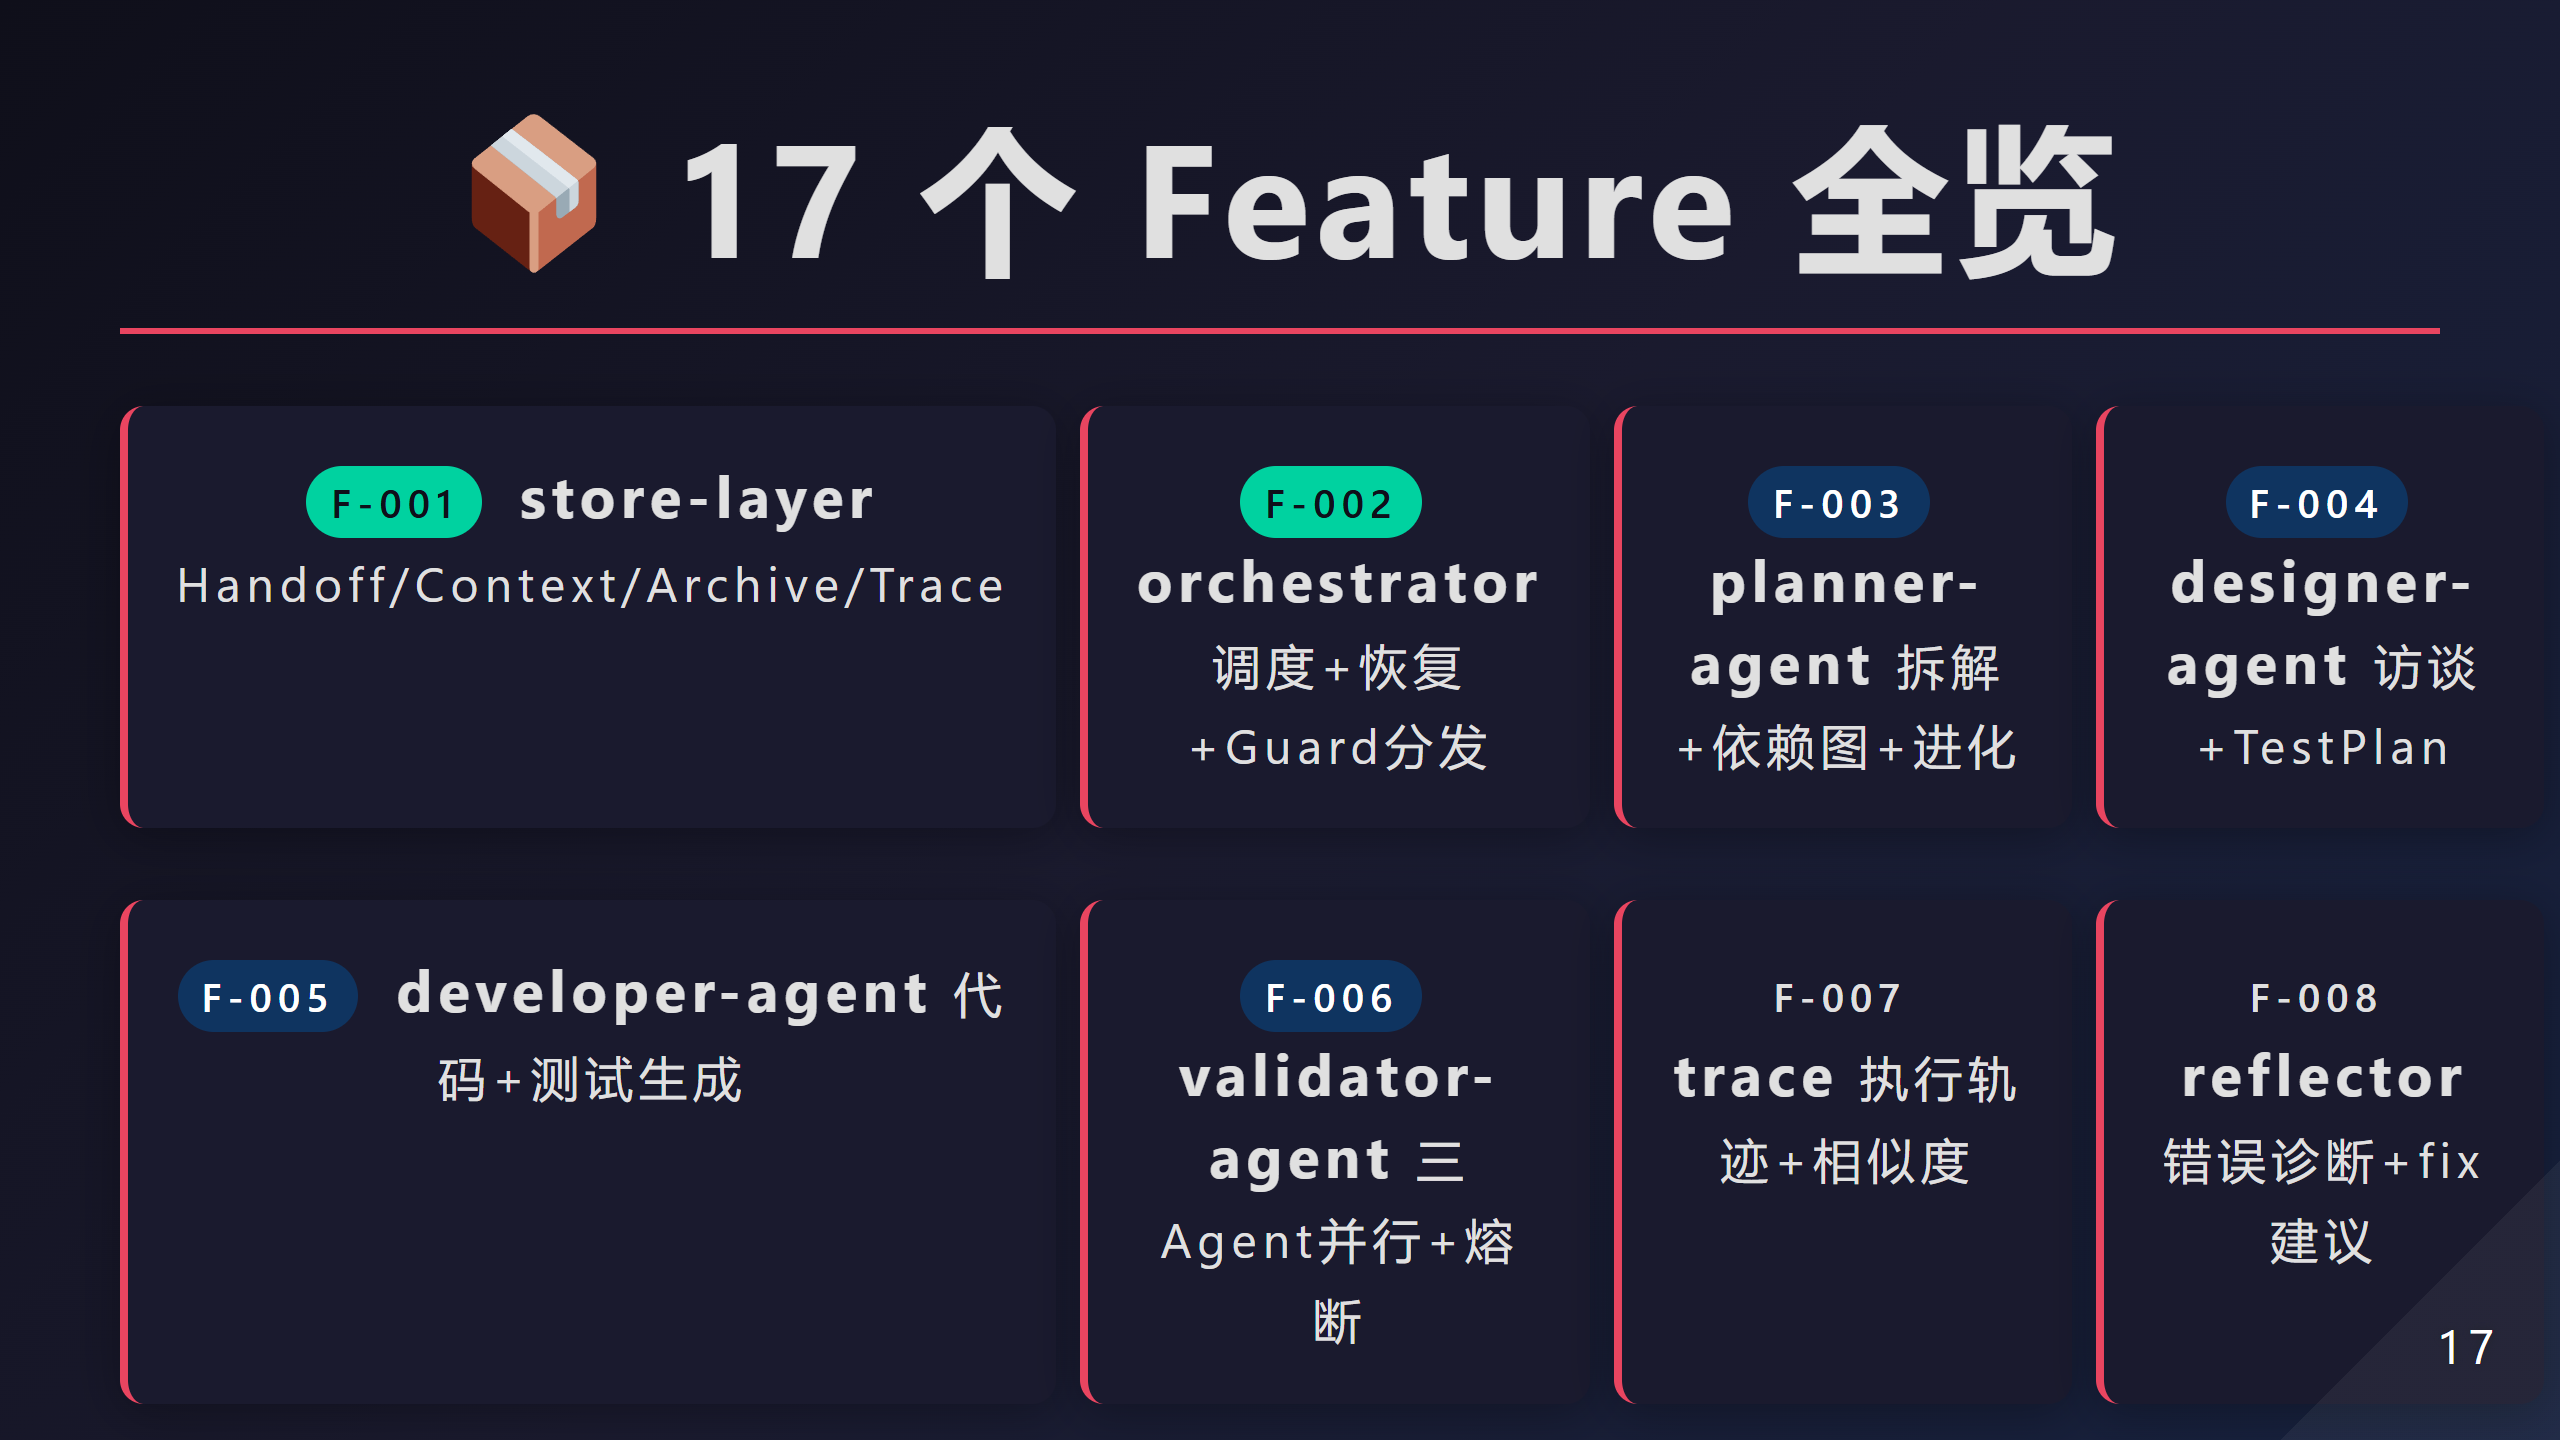 17 个 Feature 全览
F-001 store-layer
Handoff/Context/Archive/Trace
F-002
orchestrator
调度+恢复
+Guard分发
F-003
planner-
agent 拆解
+依赖图+进化
F-004
designer-
agent 访谈
+TestPlan
F-005 developer-agent 代
码+测试生成
F-006
validator-
agent 三
Agent并行+熔
断
F-007
trace 执行轨
迹+相似度
F-008
reflector
错误诊断+fix
建议
17